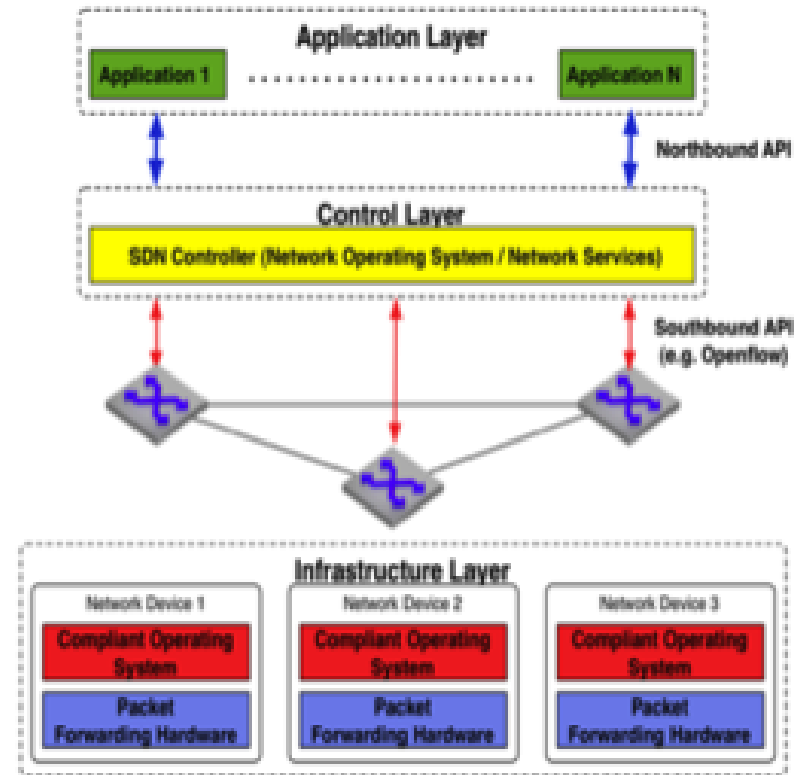 Application Layer
Application 1
Application N
Northbound API
Control Layer
SDN Controller (Network Operating System / Network Services)
Southbound API
(e.g. Openflow)
Infrastructure Layer
Network Device 1
Compliant Operating
System
Packet
Forwarding Hardware
Network Device 2
Compliant Operating
System
Packet
Forwarding Hardware
Network Device 3
Compliant Operating
System
Packet
Forwarding Hardware